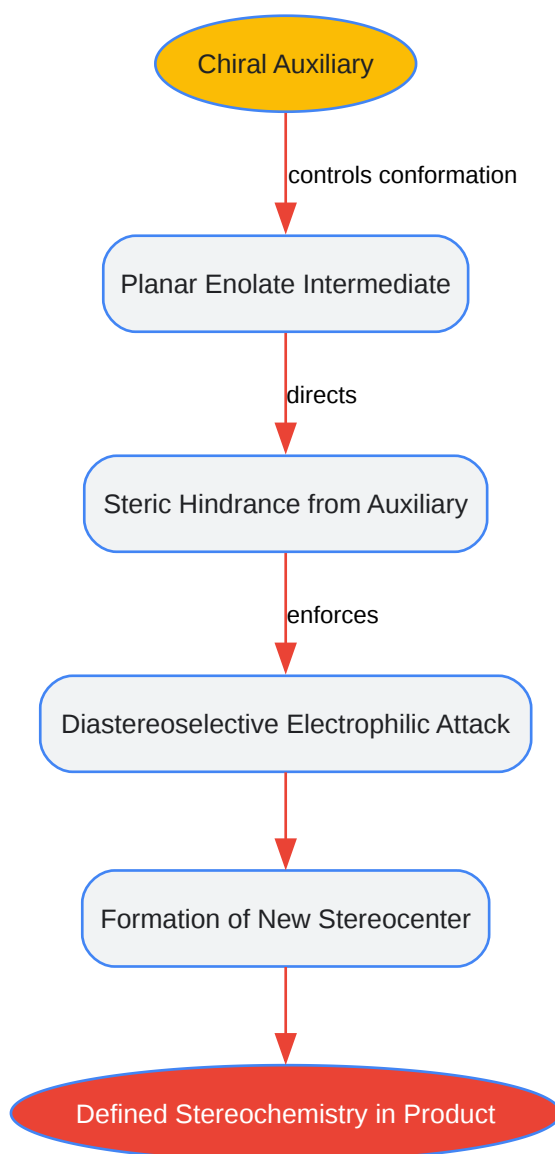 Chiral Auxiliary
controls conformation
Planar Enolate Intermediate
directs
Steric Hindrance from Auxiliary
enforces
Diastereoselective Electrophilic Attack
Formation of New Stereocenter
Defined Stereochemistry in Product